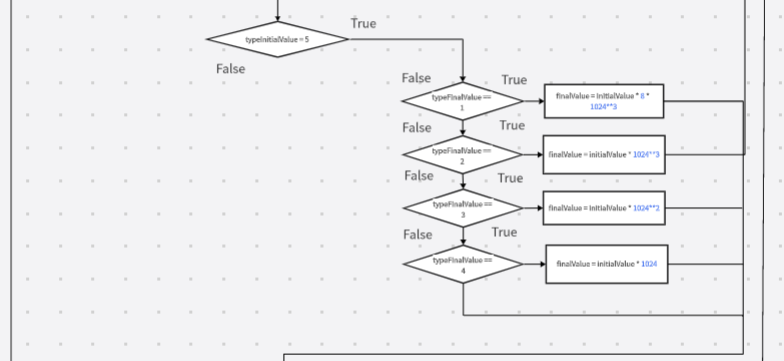 True
typeInitialValue = 5
False
False
True
typeFinalValue ==
1
finalValue = initialValue * 8 *
1024**3
False
True
typeFinalValue ==
2
finalValue = initialValue * 1024**3
False
True
typeFinalValue ==
3
finalValue = initialValue * 1024**2
False
True
typeFinalValue ==
4
finalValue = initialValue * 1024